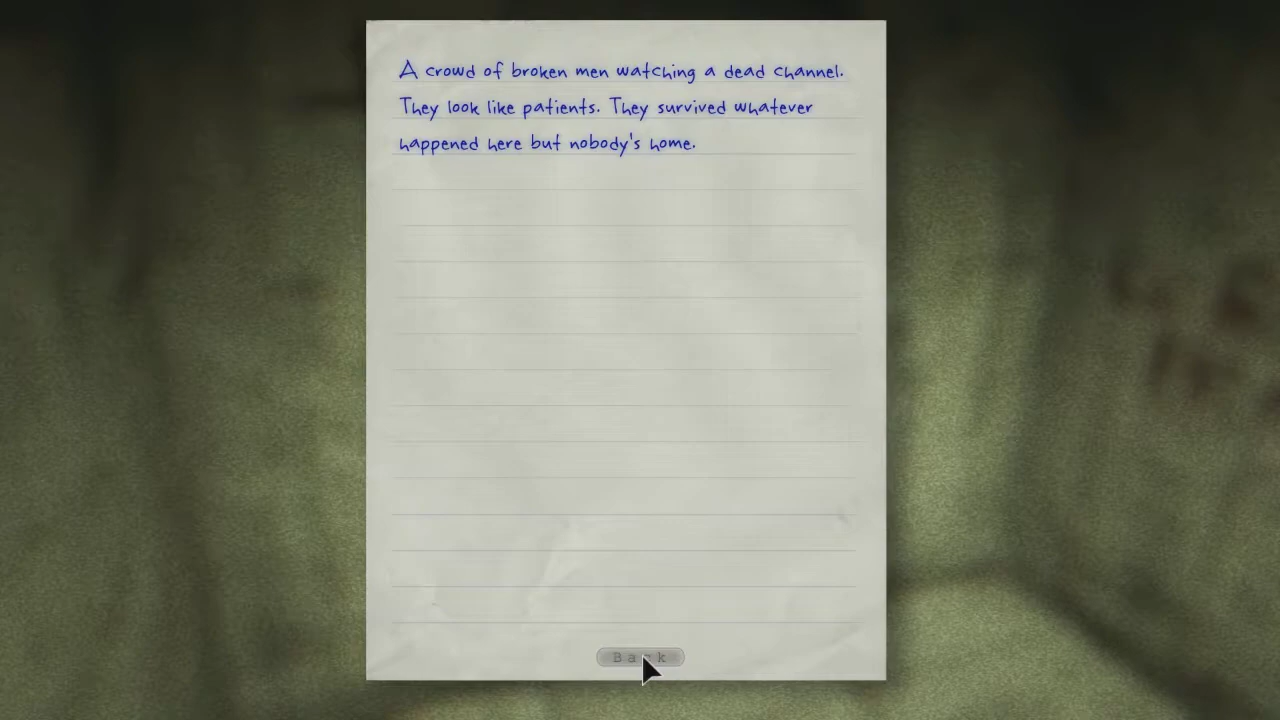 A crowd of broken men watching a dead channel.
They look like patients. They survived whatever
happened here but nobody's home.
Back